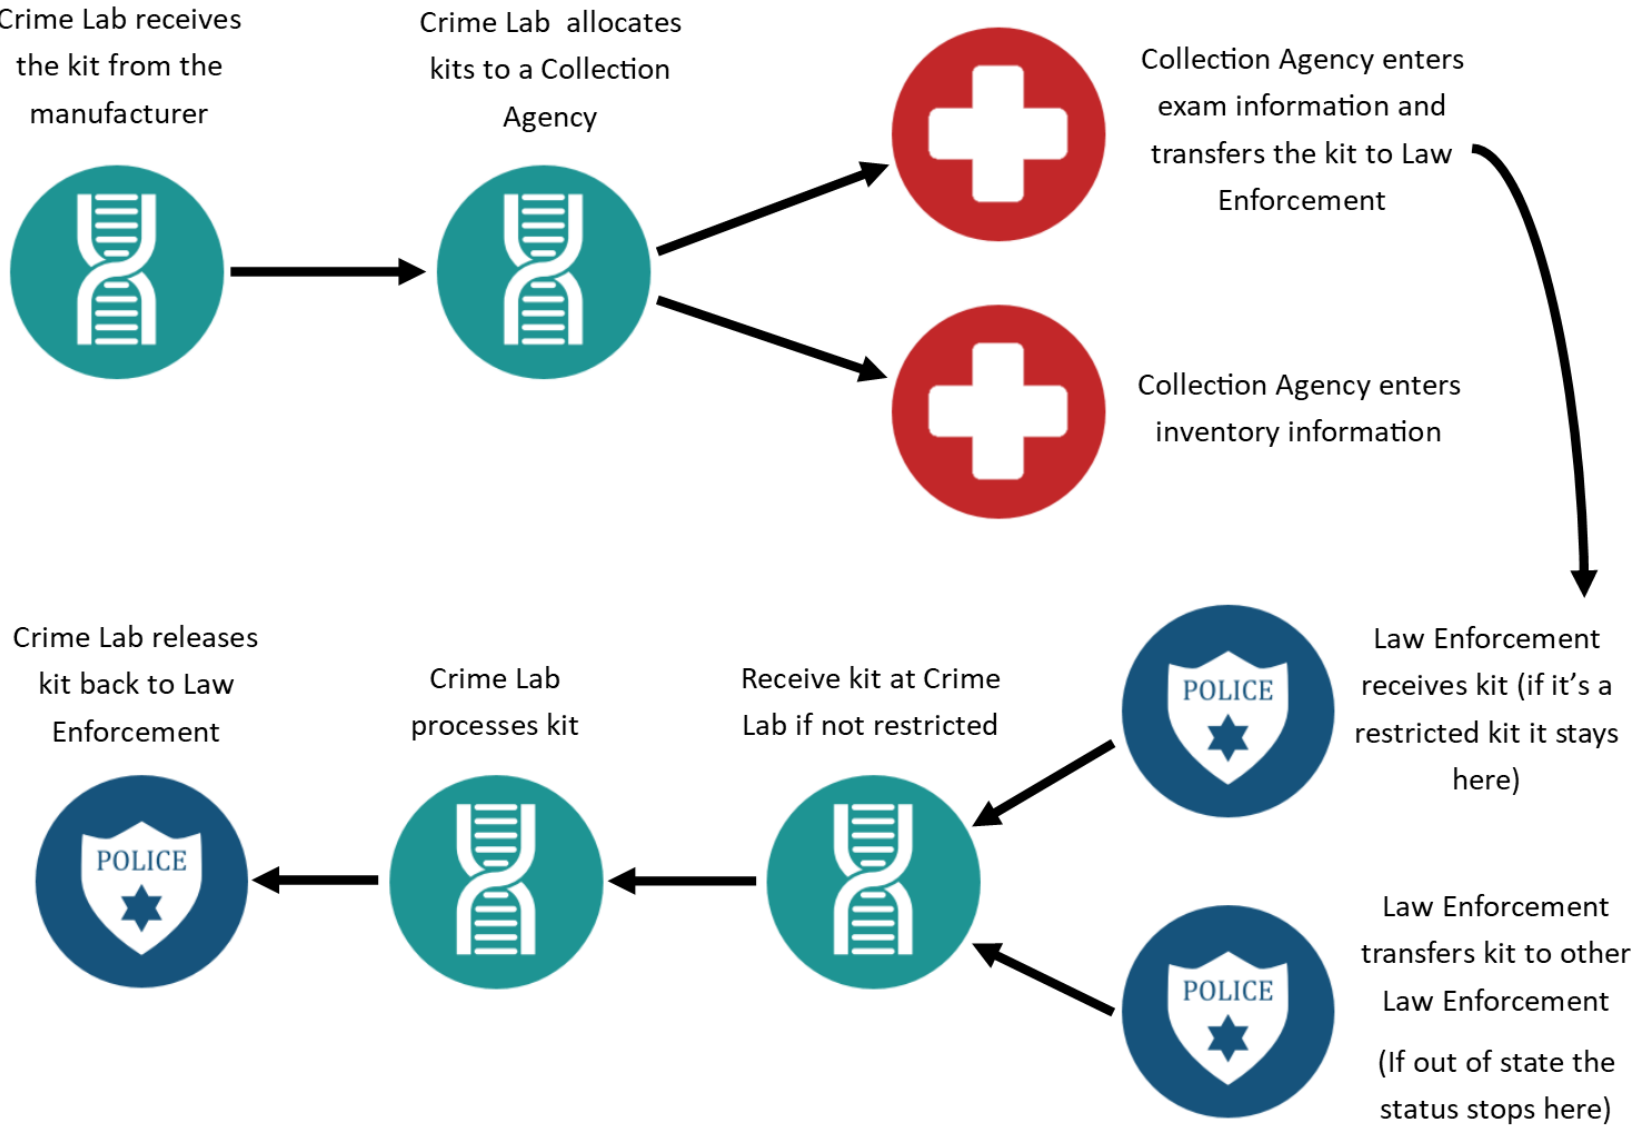 Crime Lab receives
the kit from the
manufacturer
Crime Lab allocates
kits to a Collection
Agency
Collection Agency enters
exam information and
transfers the kit to Law
Enforcement
Collection Agency enters
inventory information
Law Enforcement
receives kit (if it’s a
restricted kit it stays
here)
POLICE
Law Enforcement
transfers kit to other
Law Enforcement
(If out of state the
status stops here)
POLICE
Receive kit at Crime
Lab if not restricted
Crime Lab
processes kit
Crime Lab releases
kit back to Law
Enforcement
POLICE